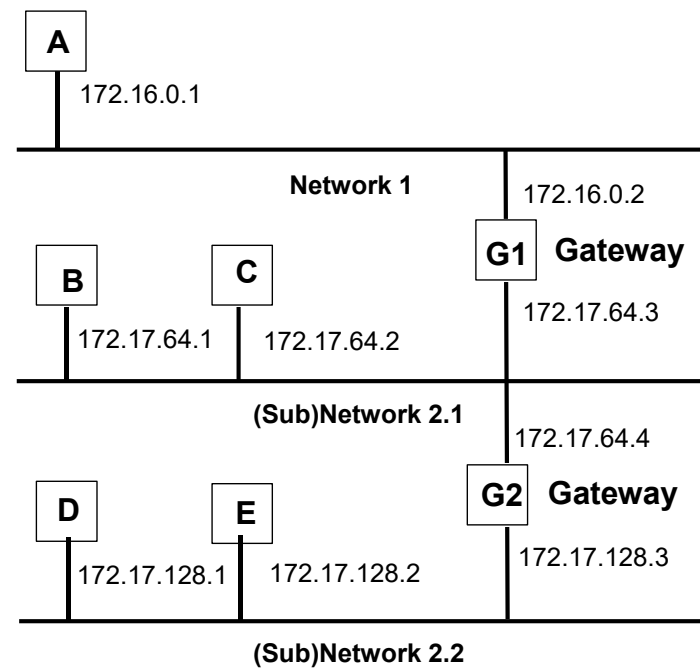 A
172.16.0.1
Network 1
172.16.0.2
B
C
G1 Gateway
172.17.64.1
172.17.64.2
172.17.64.3
(Sub)Network 2.1
172.17.64.4
D
E
G2 Gateway
172.17.128.1
172.17.128.2
172.17.128.3
(Sub)Network 2.2